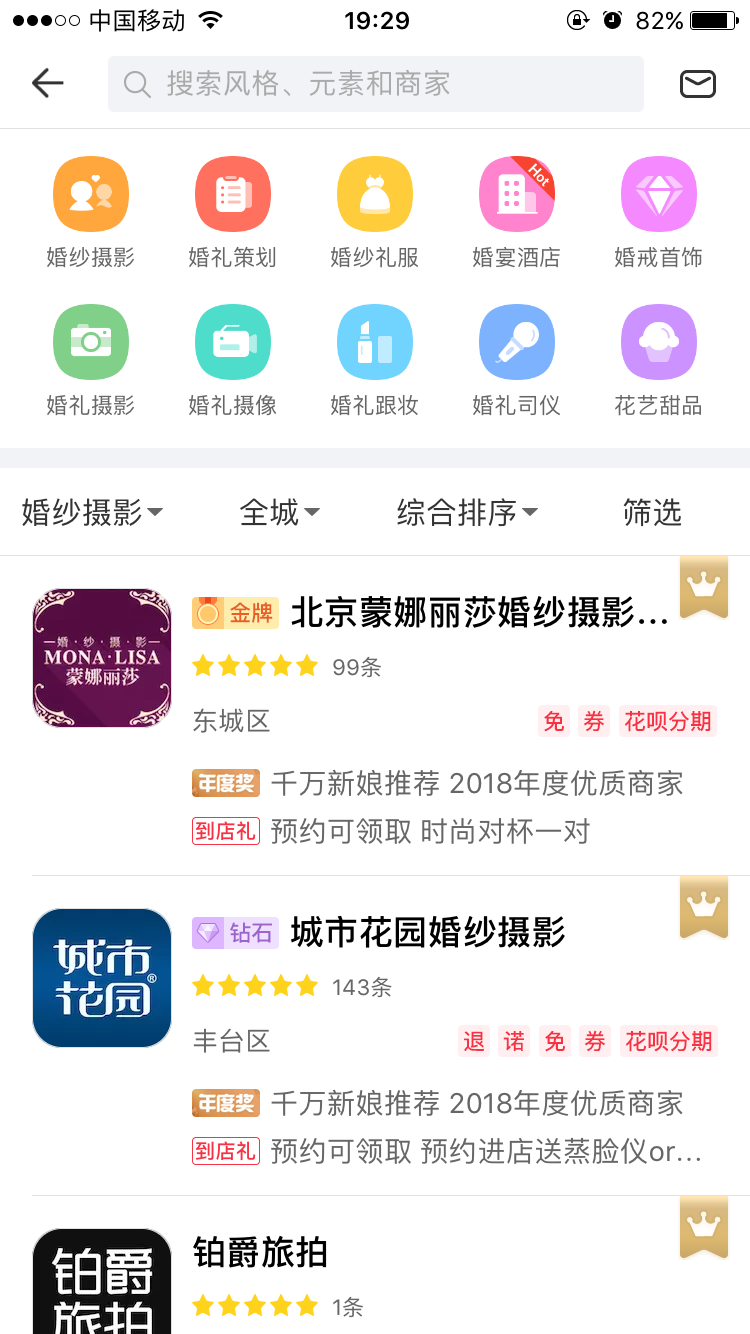 中国移动 19:29 82%
搜索风格、元素和商家
Hot
婚纱摄影 婚礼策划 婚纱礼服 婚宴酒店 婚戒首饰
婚礼摄影 婚礼摄像 婚礼跟妆 婚礼司仪 花艺甜品
婚纱摄影 全城 综合排序 筛选
婚·纱·摄·影
MONA·LISA
蒙娜丽莎
金牌 北京蒙娜丽莎婚纱摄影...
99条
东城区 免 券 花呗分期
年度奖 千万新娘推荐 2018年度优质商家
到店礼 预约可领取 时尚对杯一对
城市
花园®
钻石 城市花园婚纱摄影
143条
丰台区 退 诺 免 券 花呗分期
年度奖 千万新娘推荐 2018年度优质商家
到店礼 预约可领取 预约进店送蒸脸仪or...
铂爵
旅拍
铂爵旅拍
1条